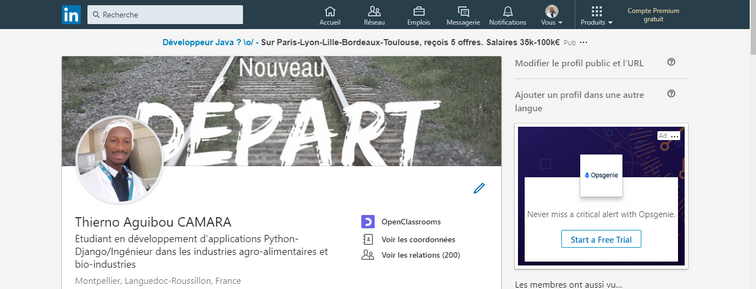 in
Recherche
Accueil
Réseau
Emplois
Messagerie
Notifications
Vous
Produits
Compte Premium
gratuit
Développeur Java ? \o/ - Sur Paris-Lyon-Lille-Bordeaux-Toulouse, reçois 5 offres. Salaires 35k-100k€ Pub ...
Nouveau
DEPART
Thierno Aguibou CAMARA
Etudiant en développement d'applications Python-
Django/Ingénieur dans les industries agro-alimentaires et
bio-industries
Montpellier, Languedoc-Roussillon, France
OpenClassrooms
Voir les coordonnées
Voir les relations (200)
Modifier le profil public et l'URL
Ajouter un profil dans une autre
langue
Ad ...
Opsgenie
Never miss a critical alert with Opsgenie.
Start a Free Trial
Les membres ont aussi vu...